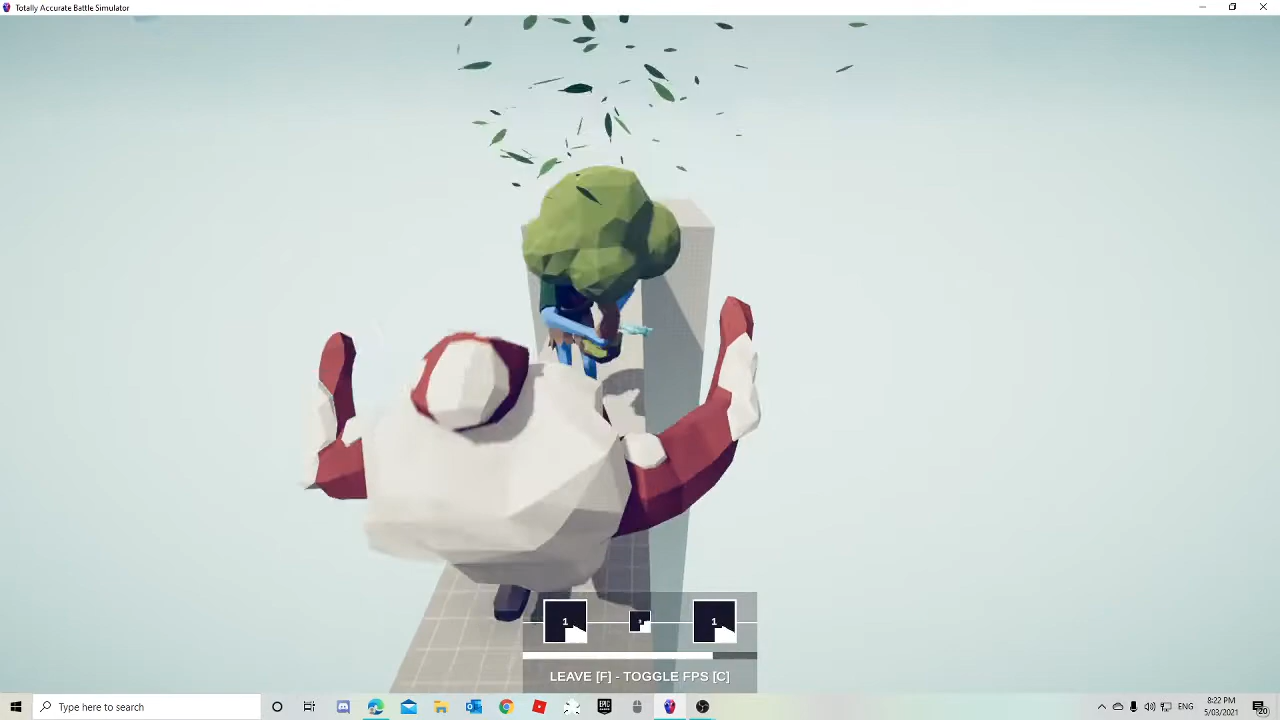 Totally Accurate Battle Simulator
1
1
LEAVE [F] - TOGGLE FPS [C]
Type here to search
EPIC
ENG
8:22 PM
5/03/2021
20